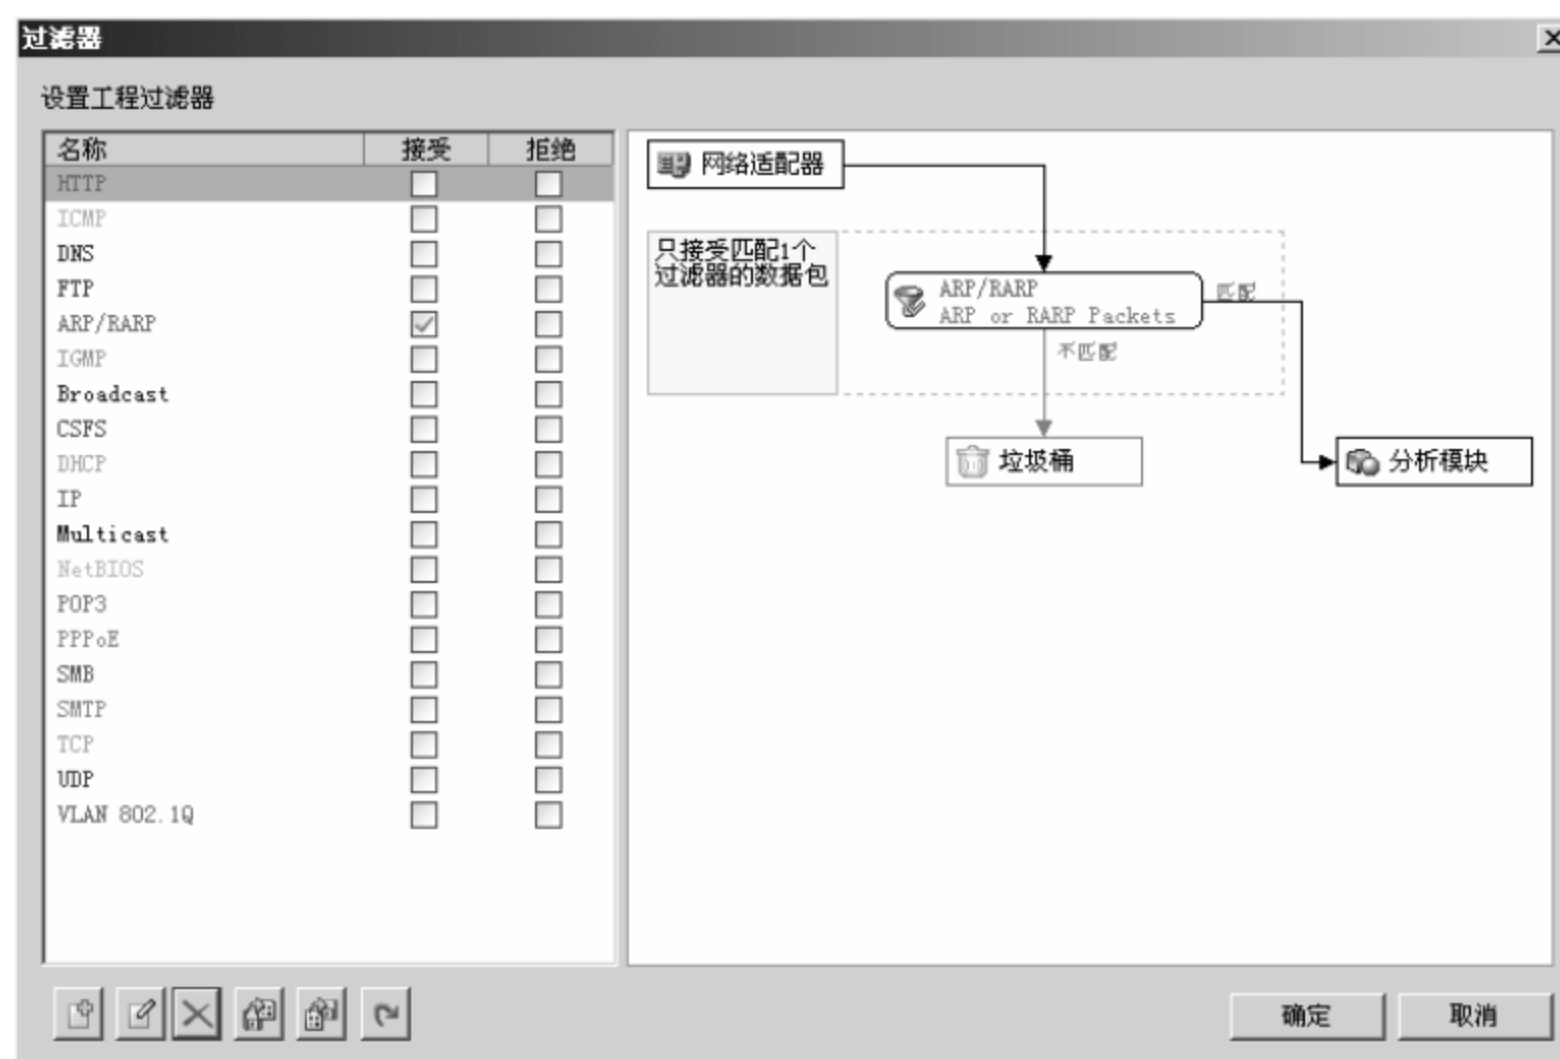 过滤器
设置工程过滤器
名称 接受 拒绝
HTTP
ICMP
DNS
FTP
ARP/RARP
IGMP
Broadcast
CSFS
DHCP
IP
Multicast
NetBIOS
POP3
PPPoE
SMB
SMTP
TCP
UDP
VLAN 802.1Q
网络适配器
只接受匹配1个
过滤器的数据包
ARP/RARP
ARP or RARP Packets
匹配
不匹配
垃圾桶
分析模块
确定
取消